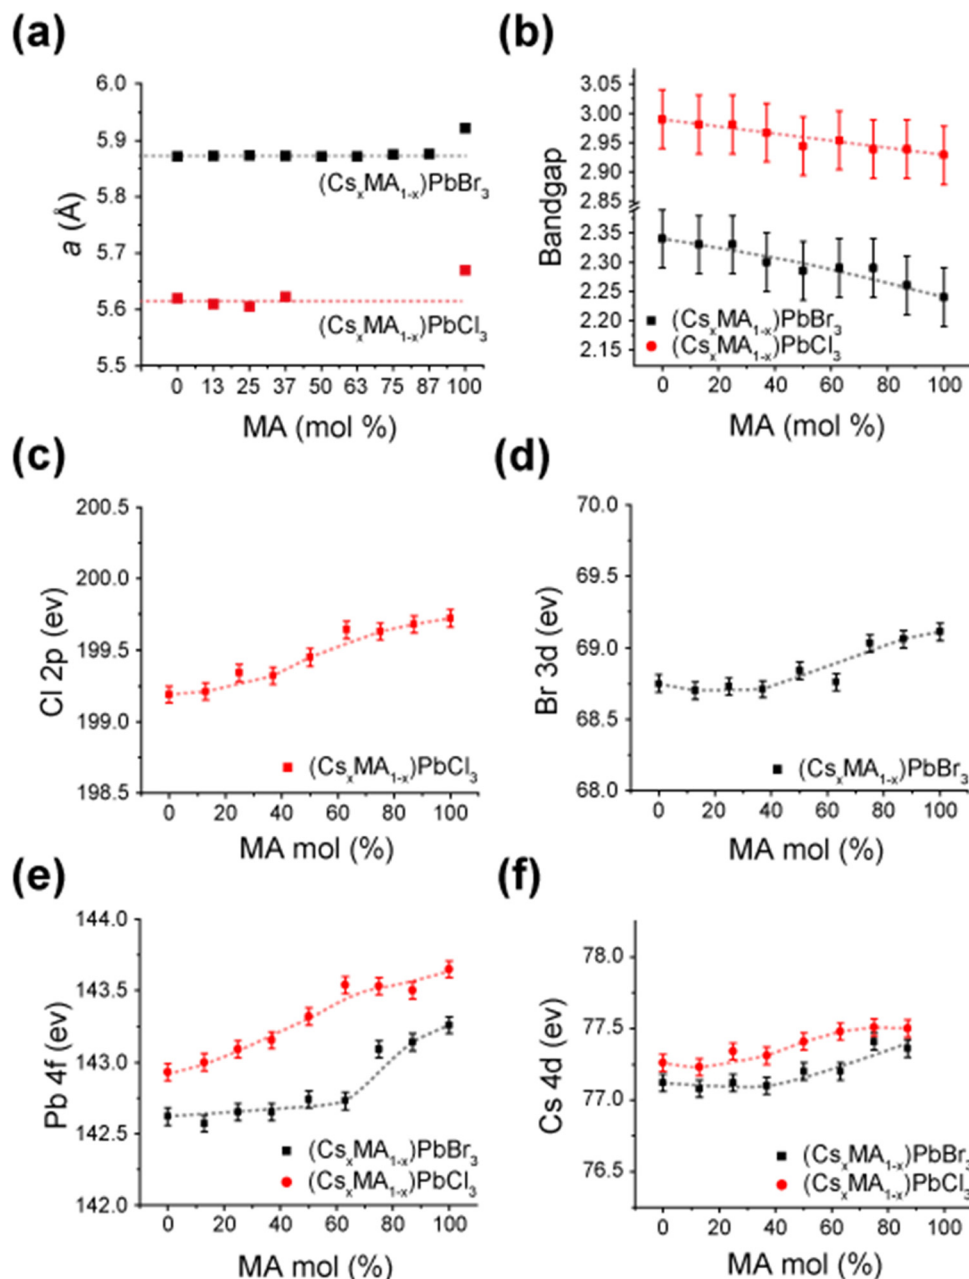 (a)
6.0
5.9
5.8
5.7
5.6
5.5
a (Å)
(CsxMA1-x)PbBr3
(CsxMA1-x)PbCl3
0 13 25 37 50 63 75 87 100
MA (mol %)
(b)
3.05
3.00
2.95
2.90
2.85
2.35
2.30
2.25
2.20
2.15
Bandgap
(CsxMA1-x)PbBr3
(CsxMA1-x)PbCl3
0 20 40 60 80 100
MA (mol %)
(c)
200.5
200.0
199.5
199.0
198.5
Cl 2p (ev)
(CsxMA1-x)PbCl3
0 20 40 60 80 100
MA mol (%)
(d)
70.0
69.5
69.0
68.5
68.0
Br 3d (ev)
(CsxMA1-x)PbBr3
0 20 40 60 80 100
MA mol (%)
(e)
144.0
143.5
143.0
142.5
142.0
Pb 4f (ev)
(CsxMA1-x)PbBr3
(CsxMA1-x)PbCl3
0 20 40 60 80 100
MA mol (%)
(f)
78.0
77.5
77.0
76.5
Cs 4d (ev)
(CsxMA1-x)PbBr3
(CsxMA1-x)PbCl3
0 20 40 60 80 100
MA mol (%)